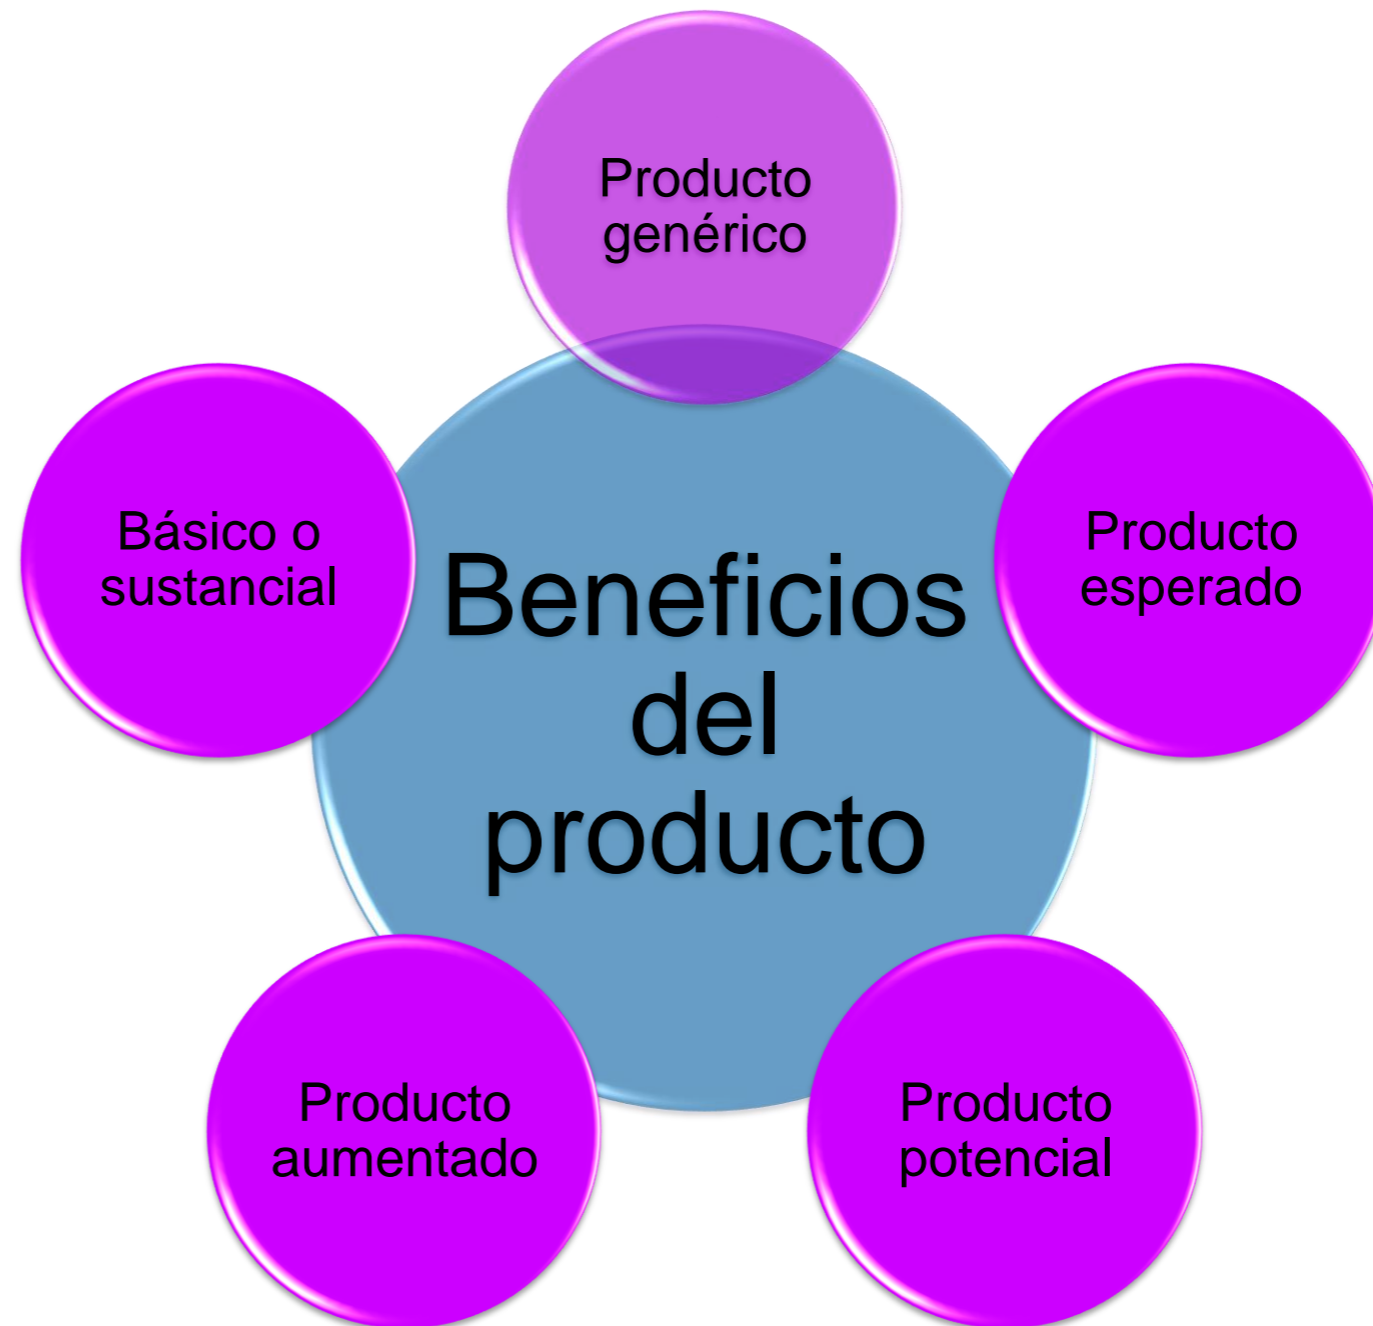 Producto
genérico
Básico o
sustancial
Producto
esperado
Beneficios
del
producto
Producto
aumentado
Producto
potencial